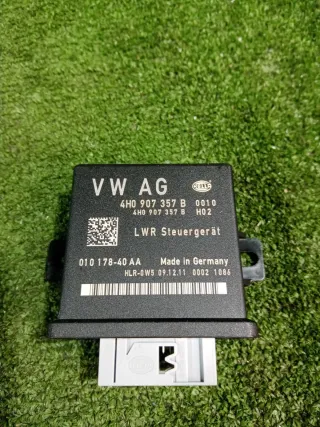 VW AG
4H0 907 357 B 0010
4H0 907 357 B H02
LWR Steuergerät
010 178-40 AA Made in Germany
HLR-0W5 09.12.11 0002 1086